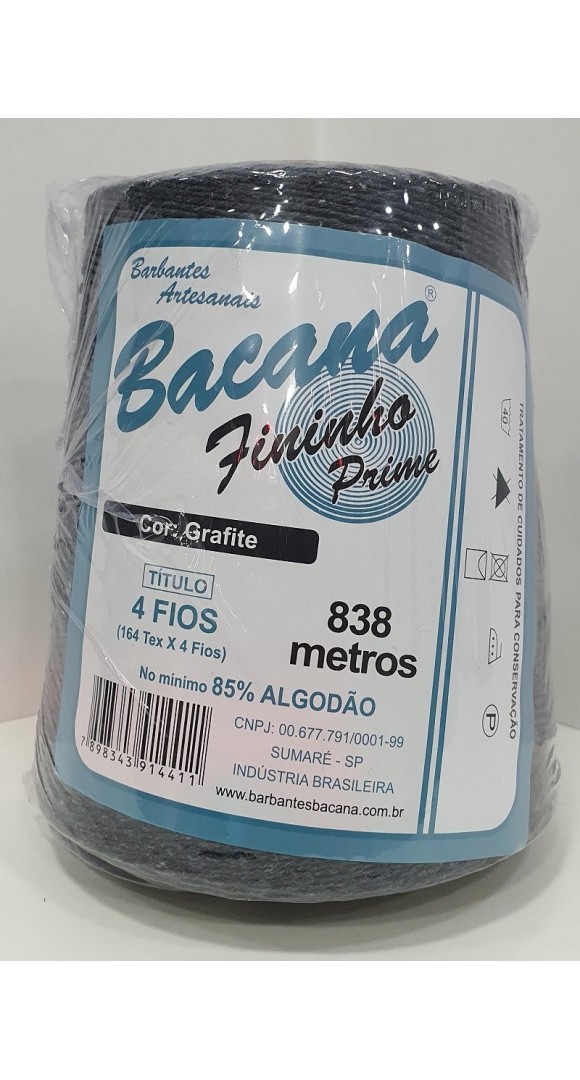 Barbantes
Artesanais
Bacana®
Fininho
Prime
Cor: Grafite
TÍTULO
4 FIOS
(164 Tex X 4 Fios)
838
metros
No mínimo 85% ALGODÃO
CNPJ: 00.677.791/0001-99
SUMARÉ - SP
INDÚSTRIA BRASILEIRA
www.barbantesbacana.com.br
7 898343 914411
TRATAMENTO DE CUIDADOS PARA CONSERVAÇÃO
40
P